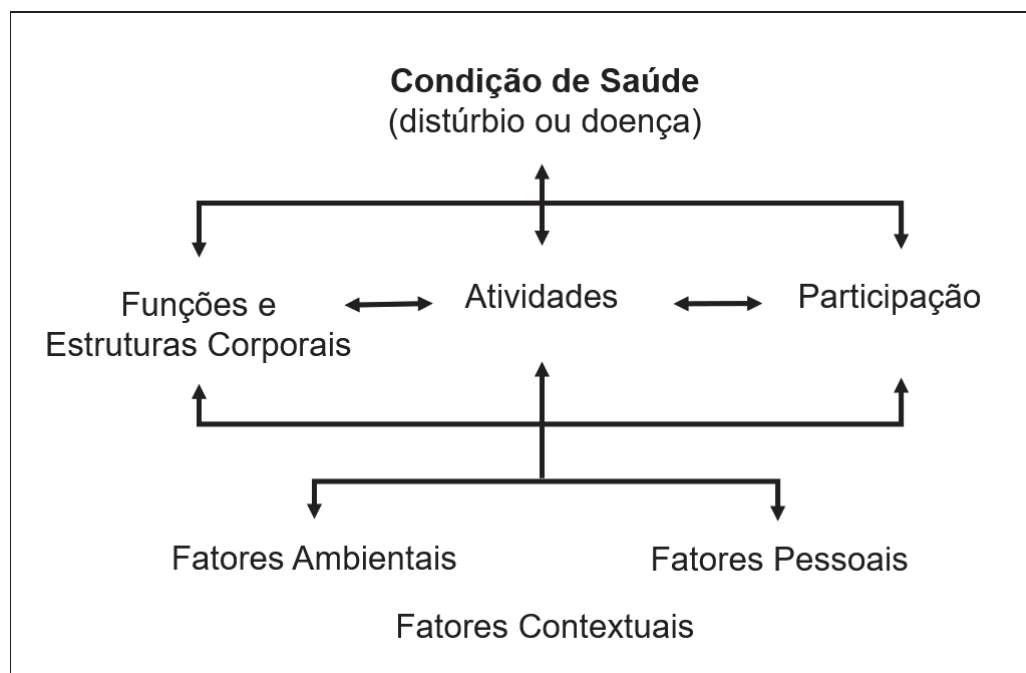 Condição de Saúde
(distúrbio ou doença)
Funções e
Estruturas Corporais
Atividades
Participação
Fatores Ambientais
Fatores Pessoais
Fatores Contextuais